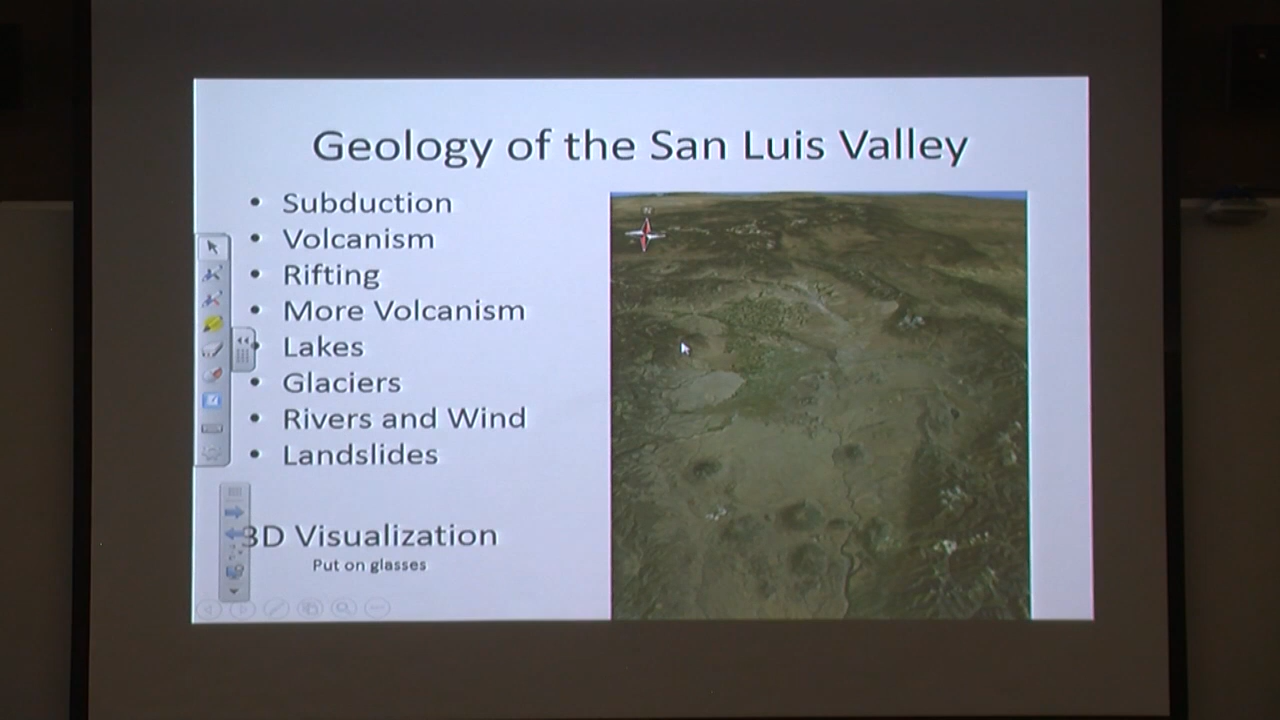 Geology of the San Luis Valley
• Subduction
• Volcanism
• Rifting
• More Volcanism
• Lakes
• Glaciers
• Rivers and Wind
• Landslides
3D Visualization
Put on glasses
N